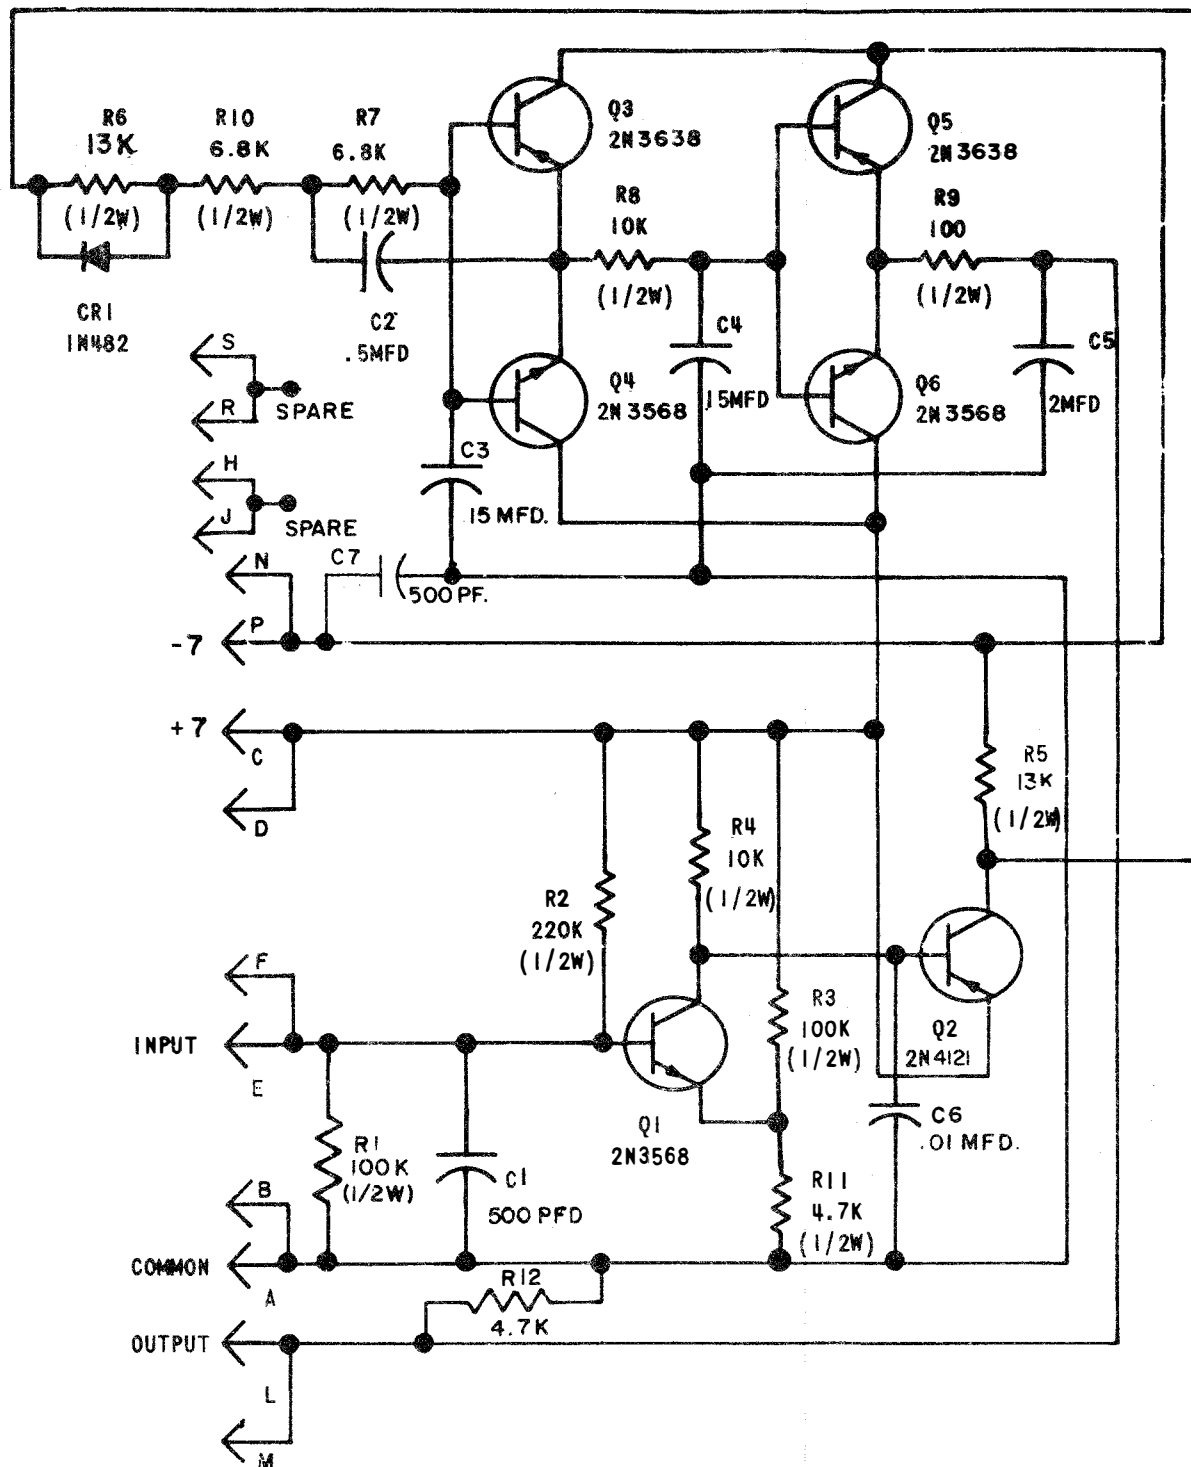 R6
13K
(1/2W)
R10
6.8K
(1/2W)
R7
6.8K
(1/2W)
Q3
2N3638
Q5
2N3638
R8
10K
(1/2W)
R9
100
(1/2W)
CR1
1N482
C2
.5MFD
C4
15MFD
C5
2MFD
Q4
2N3568
Q6
2N3568
S
R
SPARE
C3
15 MFD.
H
J
SPARE
N
C7
500 PF.
-7
P
+7
C
D
R5
13K
(1/2W)
R4
10K
(1/2W)
R2
220K
(1/2W)
F
INPUT
E
R3
100K
(1/2W)
Q2
2N4121
Q1
2N3568
C6
.01 MFD.
R1
100K
(1/2W)
C1
500 PFD
R11
4.7K
(1/2W)
B
COMMON
A
R12
4.7K
OUTPUT
L
M